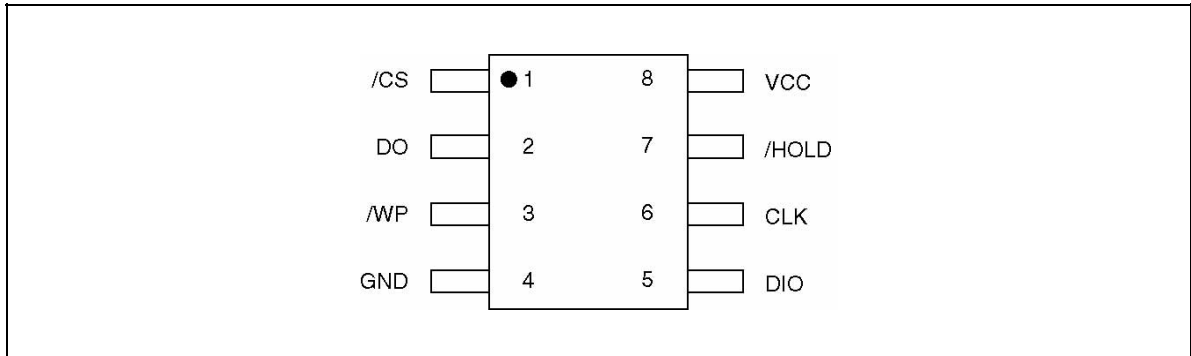 /CS 1 8 VCC
DO 2 7 /HOLD
/WP 3 6 CLK
GND 4 5 DIO